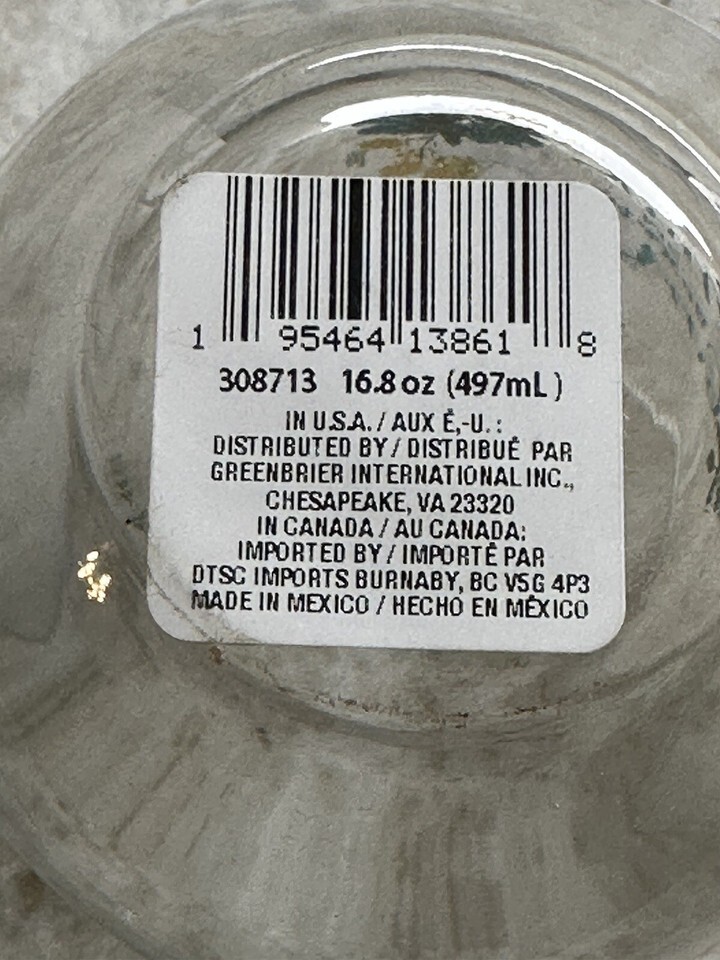 1 95464 13861 8
308713 16.8 oz (497mL)
IN U.S.A. / AUX É,-U. :
DISTRIBUTED BY / DISTRIBUÉ PAR
GREENBRIER INTERNATIONAL INC.,
CHESAPEAKE, VA 23320
IN CANADA / AU CANADA:
IMPORTED BY / IMPORTÉ PAR
DTSC IMPORTS BURNABY, BC V5G 4P3
MADE IN MEXICO / HECHO EN MÉXICO